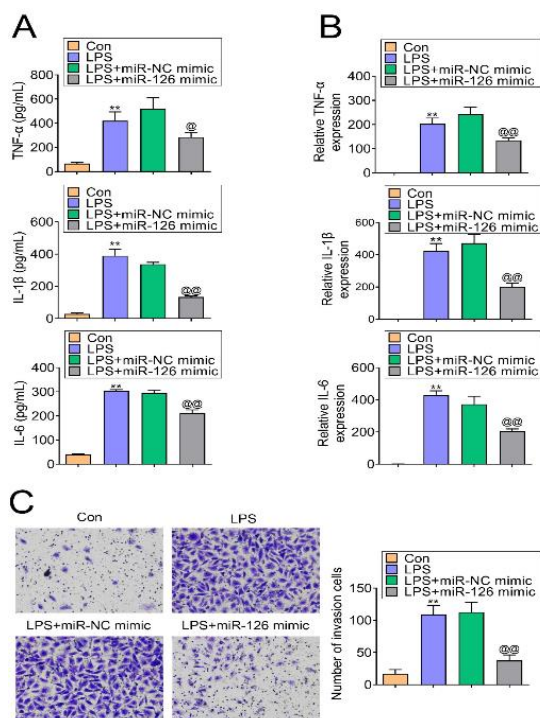 A
Con
LPS
LPS+miR-NC mimic
LPS+miR-126 mimic
TNF-α (pg/mL)
800
600
400
200
0
**
@
Con
LPS
LPS+miR-NC mimic
LPS+miR-126 mimic
IL-1β (pg/mL)
600
400
200
0
**
@@
Con
LPS
LPS+miR-NC mimic
LPS+miR-126 mimic
IL-6 (pg/mL)
400
300
200
100
0
**
@@
B
Con
LPS
LPS+miR-NC mimic
LPS+miR-126 mimic
Relative TNF-α
expression
400
300
200
100
0
**
@@
Con
LPS
LPS+miR-NC mimic
LPS+miR-126 mimic
Relative IL-1β
expression
600
400
200
0
**
@@
Con
LPS
LPS+miR-NC mimic
LPS+miR-126 mimic
Relative IL-6
expression
600
400
200
0
**
@@
C
Con
LPS
LPS+miR-NC mimic
LPS+miR-126 mimic
Con
LPS
LPS+miR-NC mimic
LPS+miR-126 mimic
Number of invasion cells
150
100
50
0
**
@@